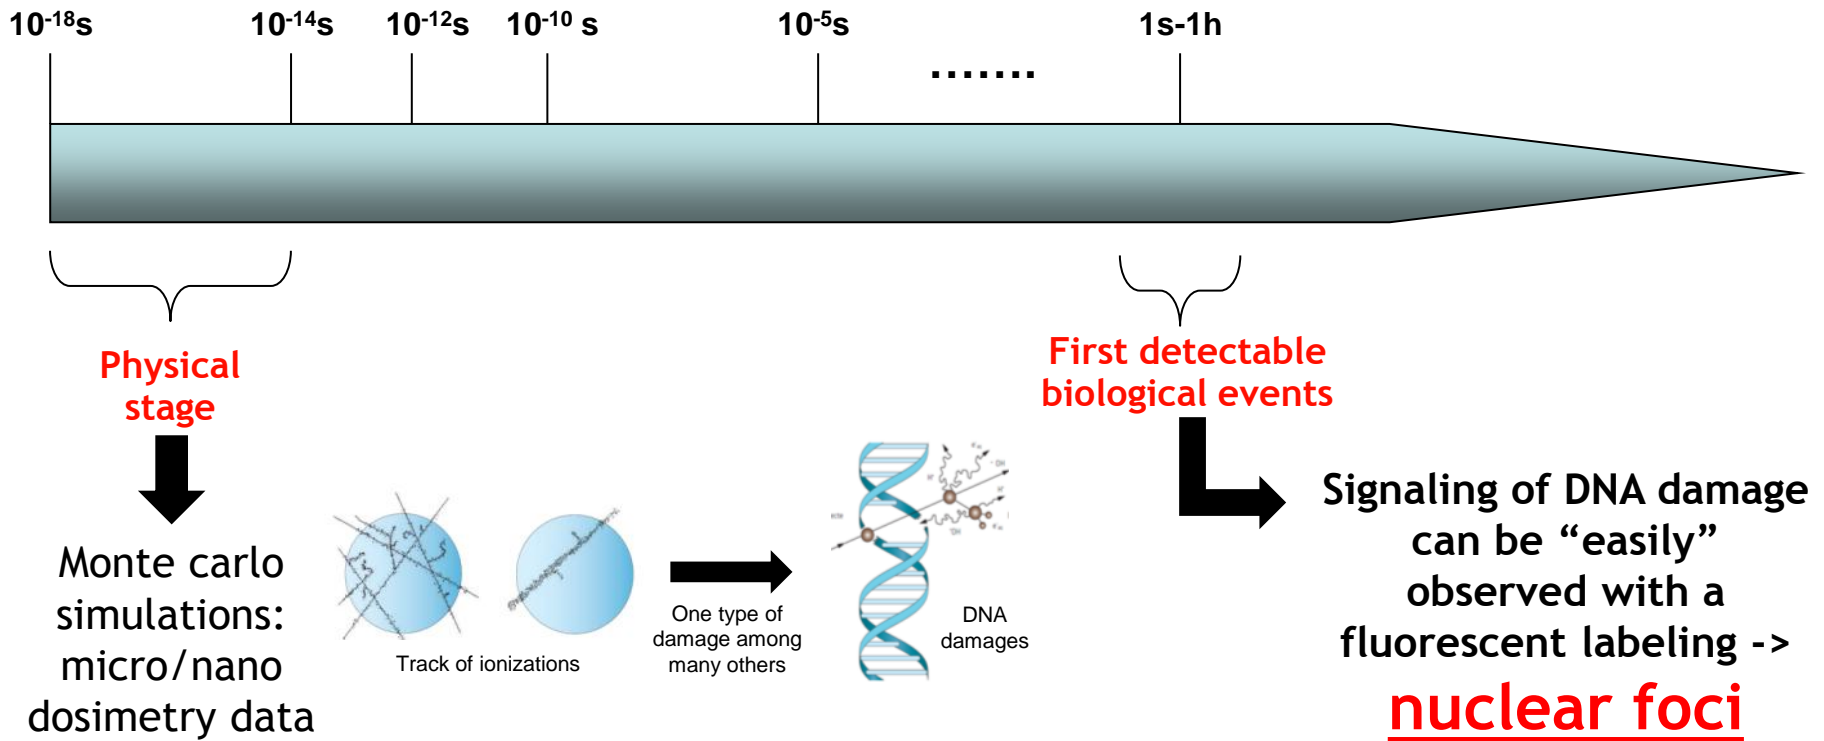 10⁻¹⁸s 10⁻¹⁴s 10⁻¹²s 10⁻¹⁰ s 10⁻⁵s 1s-1h
.......
Physical
stage
First detectable
biological events
Monte carlo
simulations:
micro/nano
dosimetry data
Track of ionizations
One type of
damage among
many others
DNA
damages
Signaling of DNA damage
can be “easily”
observed with a
fluorescent labeling ->
nuclear foci